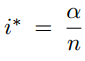 i* = α/n